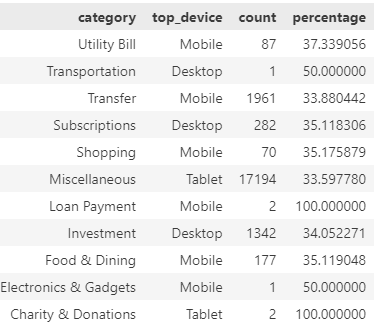 category top_device count percentage
Utility Bill Mobile 87 37.339056
Transportation Desktop 1 50.000000
Transfer Mobile 1961 33.880442
Subscriptions Desktop 282 35.118306
Shopping Mobile 70 35.175879
Miscellaneous Tablet 17194 33.597780
Loan Payment Mobile 2 100.000000
Investment Desktop 1342 34.052271
Food & Dining Mobile 177 35.119048
Electronics & Gadgets Mobile 1 50.000000
Charity & Donations Tablet 2 100.000000